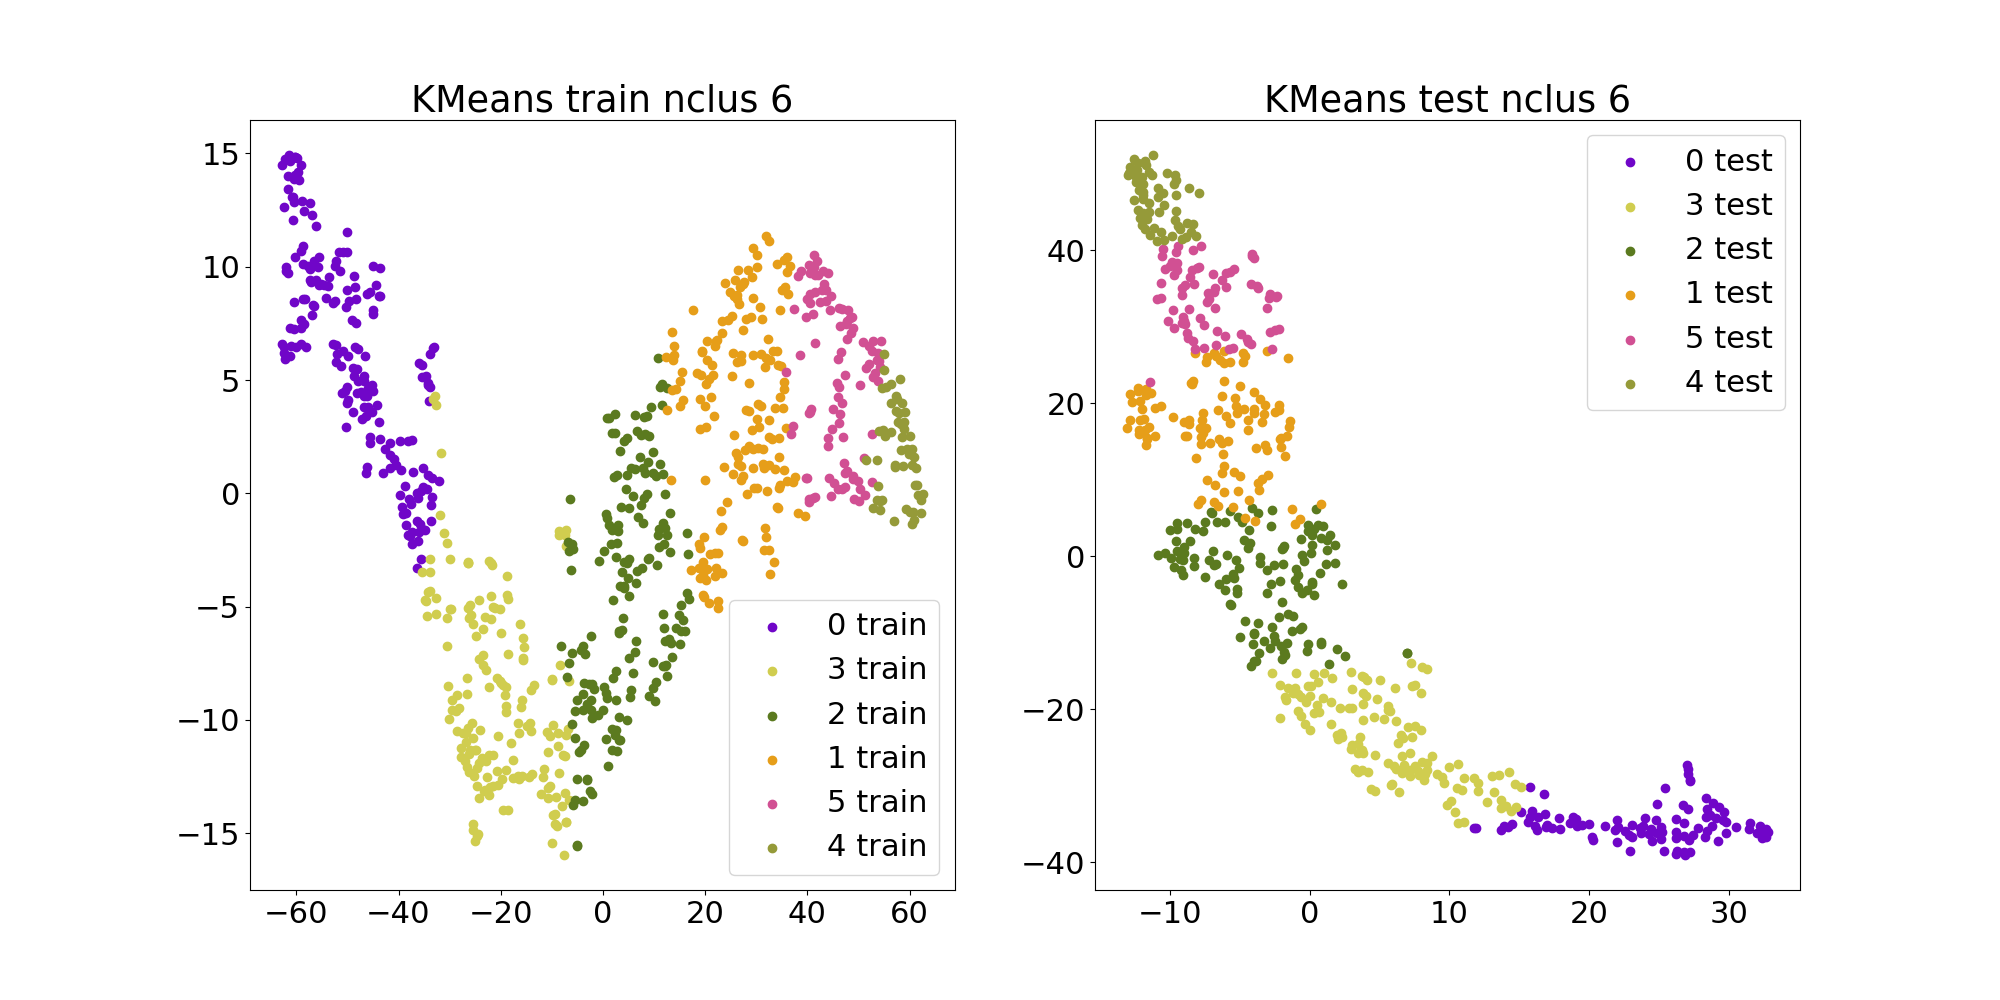 KMeans train nclus 6
15
10
5
0
−5
−10
−15
−60
−40
−20
0
20
40
60
0 train
3 train
2 train
1 train
5 train
4 train
KMeans test nclus 6
40
20
0
−20
−40
−10
0
10
20
30
0 test
3 test
2 test
1 test
5 test
4 test